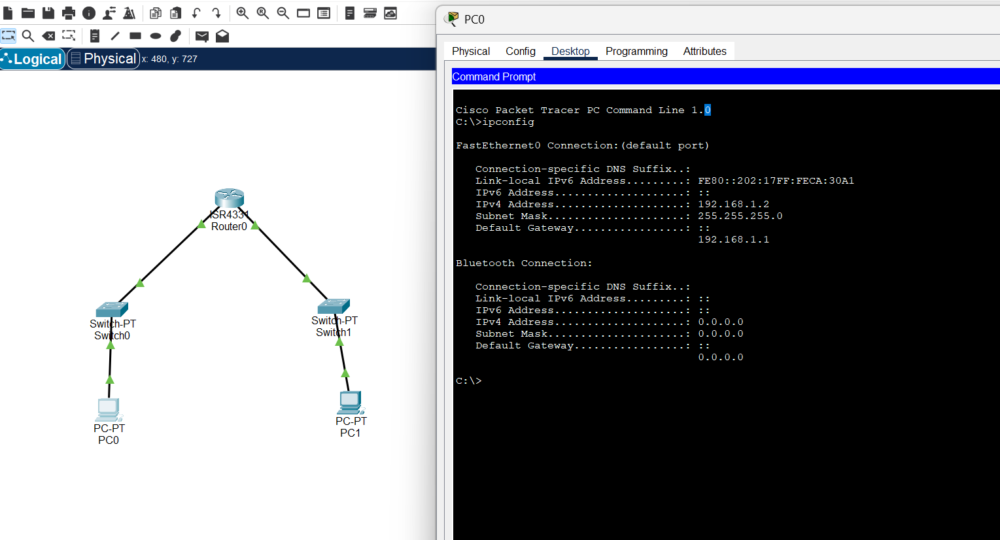 PC0
Physical Config Desktop Programming Attributes
Logical Physical x: 480, y: 727
Command Prompt
Cisco Packet Tracer PC Command Line 1.0
C:\>ipconfig
FastEthernet0 Connection:(default port)
Connection-specific DNS Suffix..:
Link-local IPv6 Address.........: FE80::202:17FF:FECA:30A1
IPv6 Address....................: ::
IPv4 Address....................: 192.168.1.2
Subnet Mask.....................: 255.255.255.0
Default Gateway.................: ::
192.168.1.1
Bluetooth Connection:
Connection-specific DNS Suffix..:
Link-local IPv6 Address.........: ::
IPv6 Address....................: ::
IPv4 Address....................: 0.0.0.0
Subnet Mask.....................: 0.0.0.0
Default Gateway.................: ::
0.0.0.0
C:\>
ISR4331
Router0
Switch-PT
Switch0
Switch-PT
Switch1
PC-PT
PC0
PC-PT
PC1